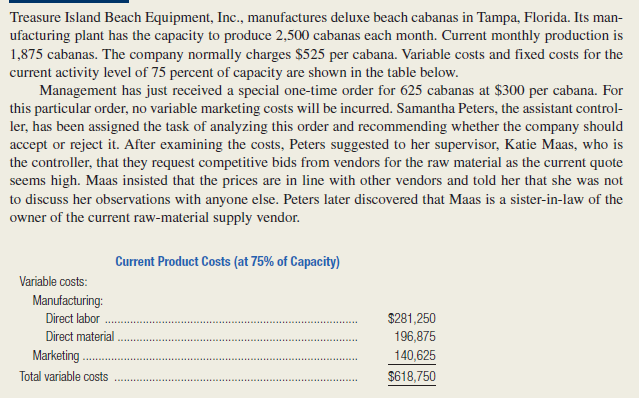 Treasure Island Beach Equipment, Inc., manufactures deluxe beach cabanas in Tampa, Florida. Its man-
ufacturing plant has the capacity to produce 2,500 cabanas each month. Current monthly production is
1,875 cabanas. The company normally charges $525 per cabana. Variable costs and fixed costs for the
current activity level of 75 percent of capacity are shown in the table below.
Management has just received a special one-time order for 625 cabanas at $300 per cabana. For
this particular order, no variable marketing costs will be incurred. Samantha Peters, the assistant control-
ler, has been assigned the task of analyzing this order and recommending whether the company should
accept or reject it. After examining the costs, Peters suggested to her supervisor, Katie Maas, who is
the controller, that they request competitive bids from vendors for the raw material as the current quote
seems high. Maas insisted that the prices are in line with other vendors and told her that she was not
to discuss her observations with anyone else. Peters later discovered that Maas is a sister-in-law of the
owner of the current raw-material supply vendor.
Current Product Costs (at 75% of Capacity)
Variable costs:
Manufacturing:
Direct labor ........ $281,250
Direct material ........ 196,875
Marketing ........ 140,625
Total variable costs ........ $618,750